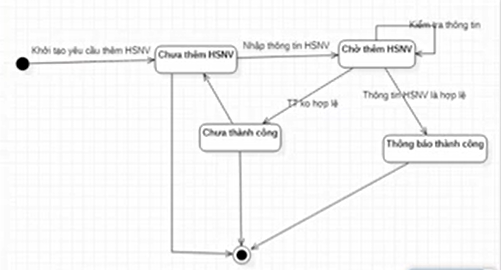 Kiểm tra thông tin
Khởi tạo yêu cầu thêm HSNV
Chưa thêm HSNV
Nhập thông tin HSNV
Chờ thêm HSNV
TT ko hợp lệ
Thông tin HSNV là hợp lệ
Chưa thành công
Thông báo thành công